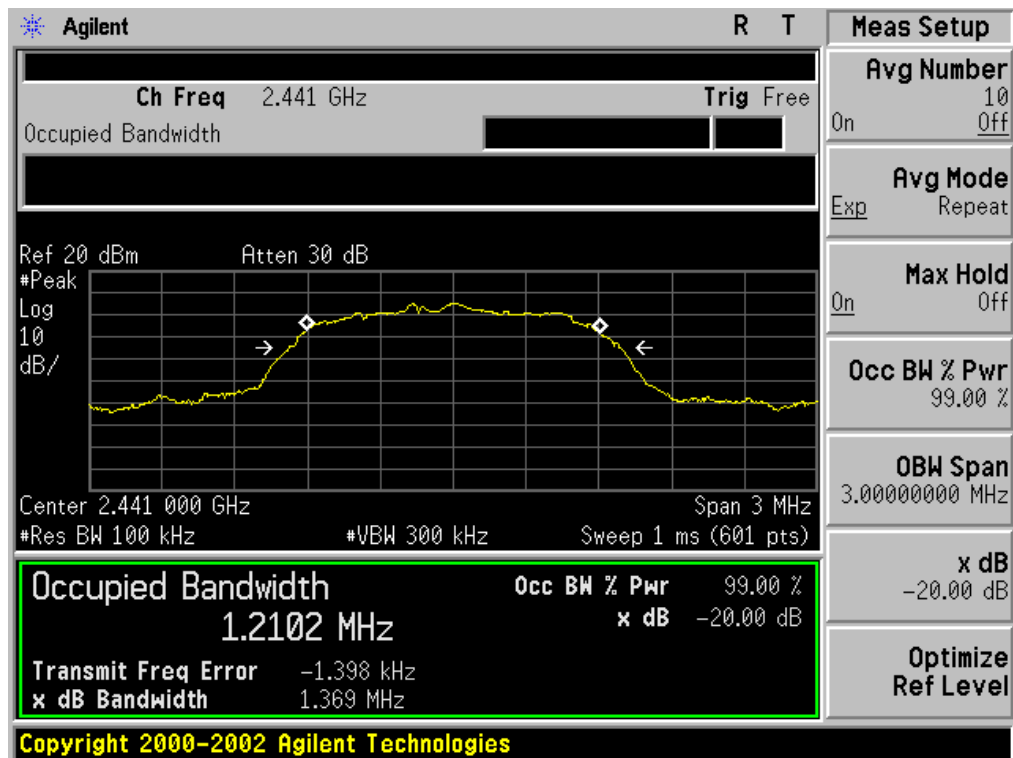 Agilent R T
Meas Setup
Ch Freq 2.441 GHz Trig Free
Occupied Bandwidth
Ref 20 dBm Atten 30 dB
#Peak
Log
10
dB/
Center 2.441 000 GHz Span 3 MHz
#Res BW 100 kHz #VBW 300 kHz Sweep 1 ms (601 pts)
Occupied Bandwidth
1.2102 MHz
Occ BW % Pwr 99.00 %
x dB -20.00 dB
Transmit Freq Error -1.398 kHz
x dB Bandwidth 1.369 MHz
Copyright 2000-2002 Agilent Technologies
Avg Number
10
On Off
Avg Mode
Exp Repeat
Max Hold
On Off
Occ BW % Pwr
99.00 %
OBW Span
3.00000000 MHz
x dB
-20.00 dB
Optimize
Ref Level